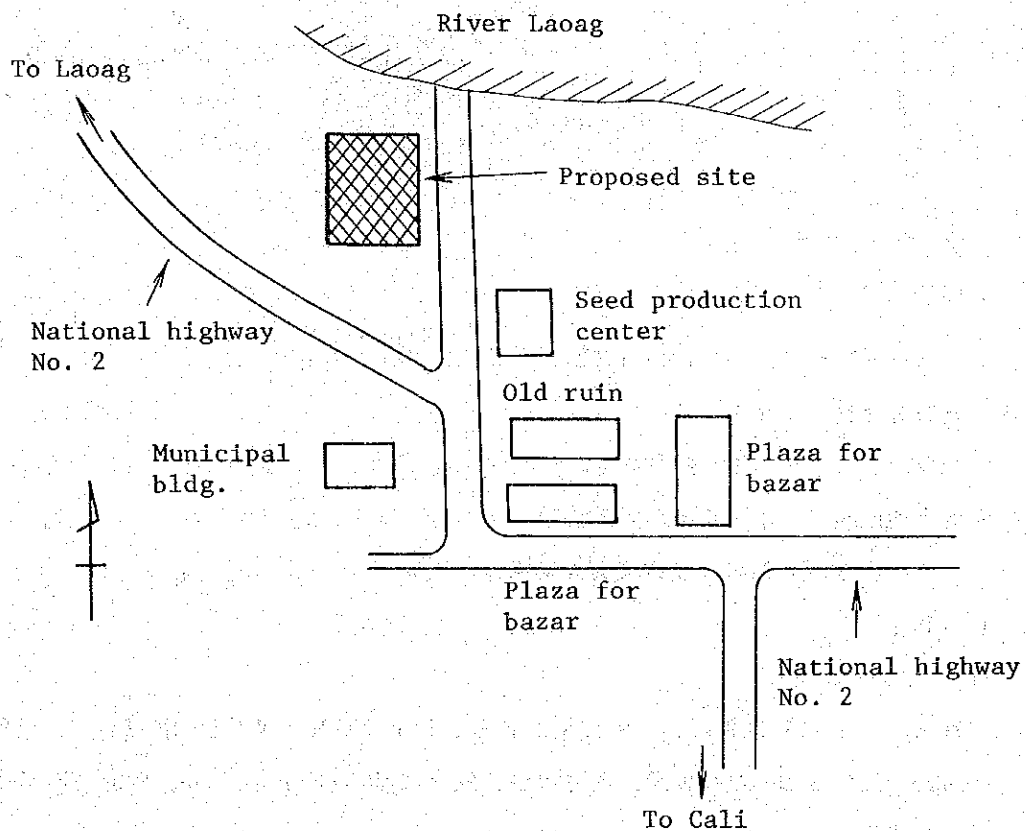 River Laoag
To Laoag
Proposed site
National highway
No. 2
Seed production
center
Old ruin
Municipal
bldg.
Plaza for
bazar
Plaza for
bazar
National highway
No. 2
To Cali